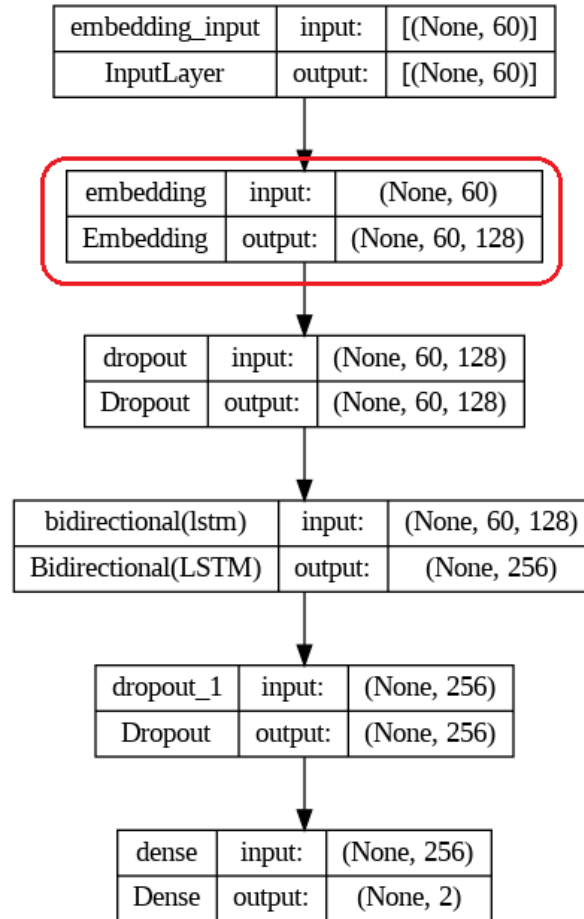 embedding_input input: [(None, 60)]
InputLayer output: [(None, 60)]
embedding input: (None, 60)
Embedding output: (None, 60, 128)
dropout input: (None, 60, 128)
Dropout output: (None, 60, 128)
bidirectional(lstm) input: (None, 60, 128)
Bidirectional(LSTM) output: (None, 256)
dropout_1 input: (None, 256)
Dropout output: (None, 256)
dense input: (None, 256)
Dense output: (None, 2)